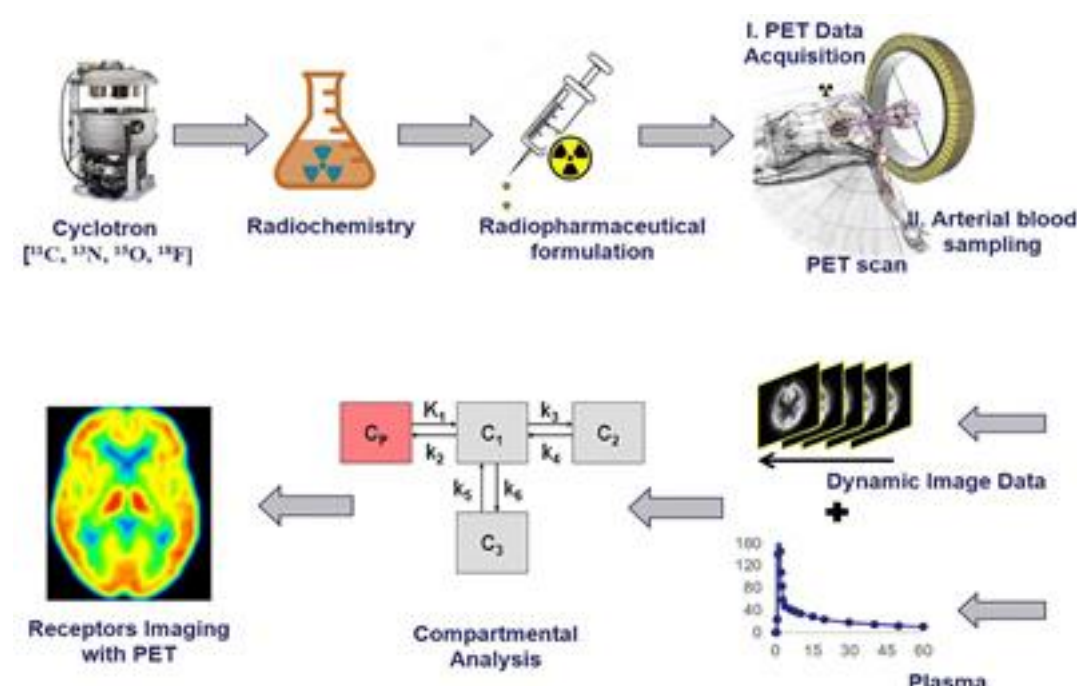 I. PET Data
Acquisition
Cyclotron
[¹¹C, ¹³N, ¹⁵O, ¹⁸F]
Radiochemistry
Radiopharmaceutical
formulation
II. Arterial blood
sampling
PET scan
Cₚ
K₁
k₂
C₁
k₃
k₄
C₂
k₅
k₆
C₃
Dynamic Image Data
+
160
120
80
40
0
0 15 30 45 60
Plasma
Receptors Imaging
with PET
Compartmental
Analysis